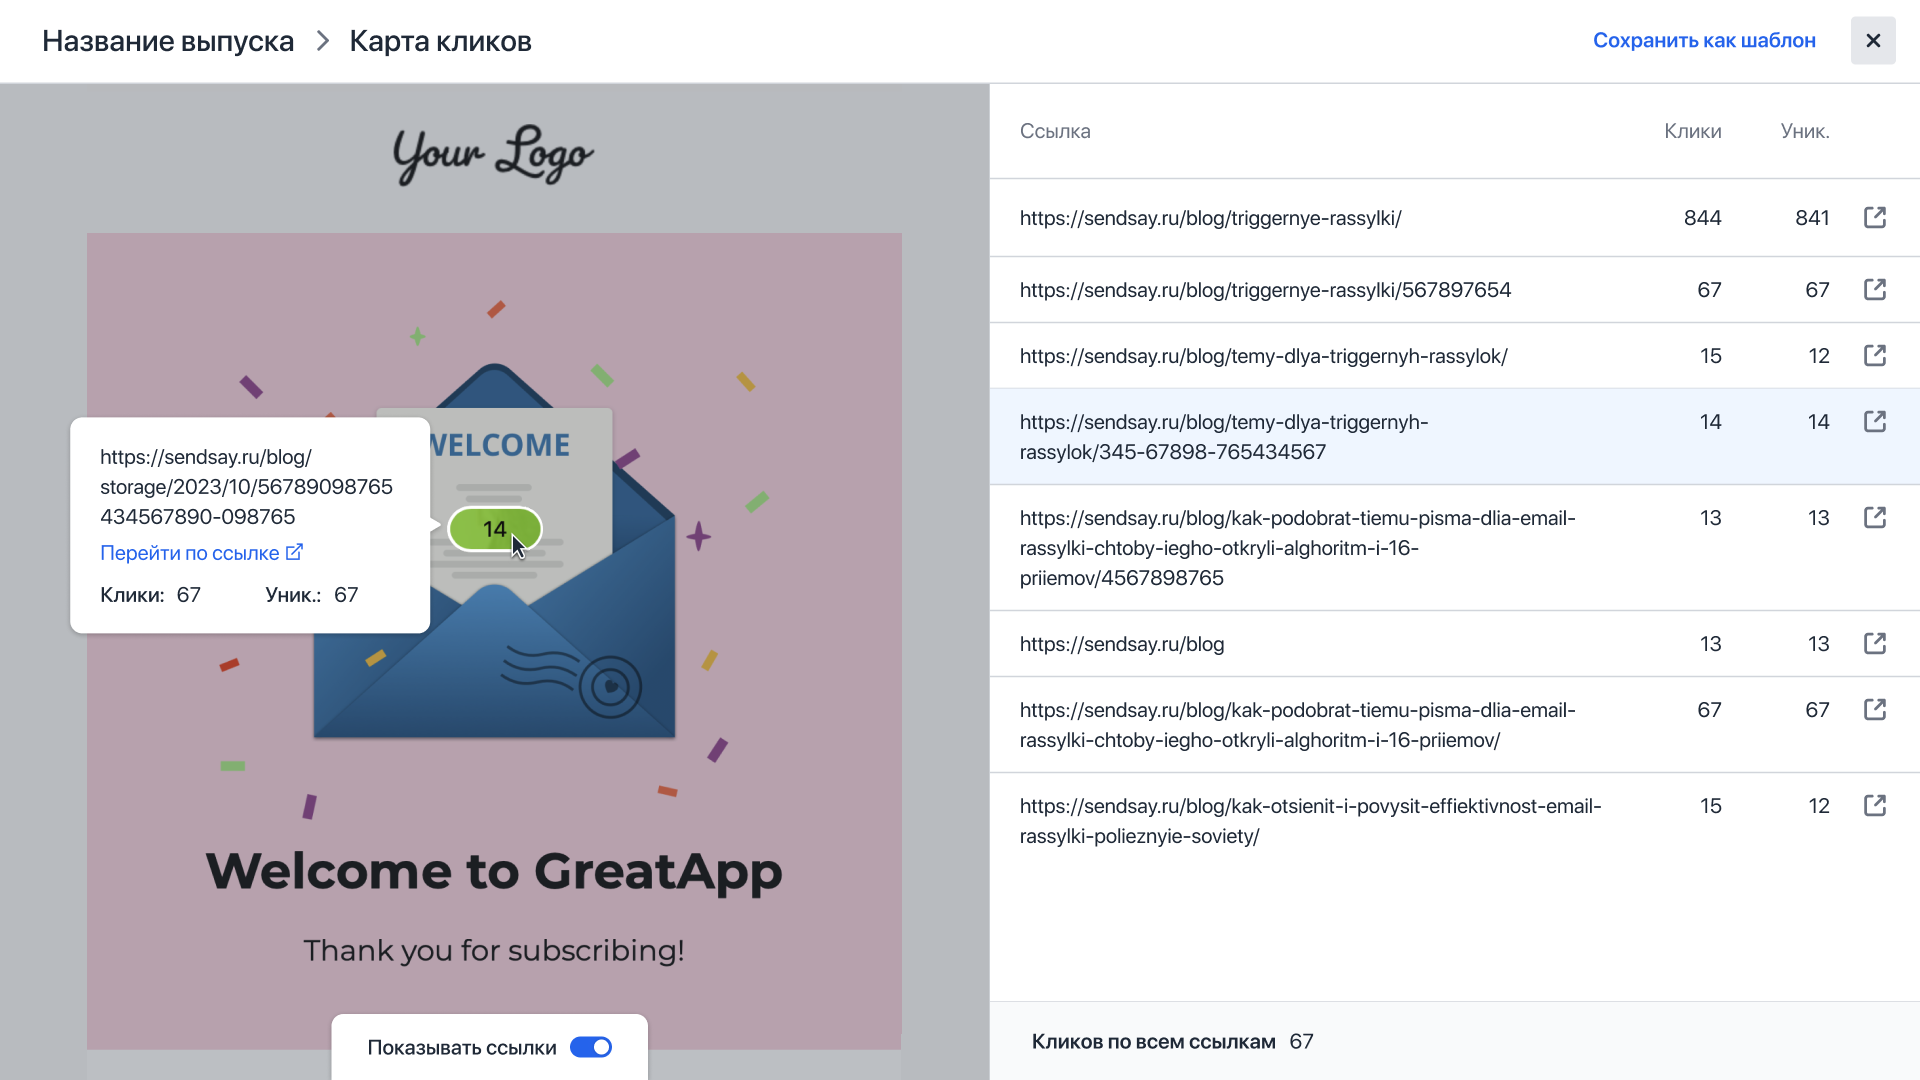 Название выпуска > Карта кликов
Сохранить как шаблон
Your Logo
WELCOME
14
https://sendsay.ru/blog/
storage/2023/10/56789098765
434567890-098765
Перейти по ссылке
Клики: 67 Уник.: 67
Welcome to GreatApp
Thank you for subscribing!
Показывать ссылки
Ссылка Клики Уник.
https://sendsay.ru/blog/triggernye-rassylki/ 844 841
https://sendsay.ru/blog/triggernye-rassylki/567897654 67 67
https://sendsay.ru/blog/temy-dlya-triggernyh-rassylok/ 15 12
https://sendsay.ru/blog/temy-dlya-triggernyh- 14 14
rassylok/345-67898-765434567
https://sendsay.ru/blog/kak-podobrat-tiemu-pisma-dlia-email- 13 13
rassylki-chtoby-iegho-otkryli-alghoritm-i-16-
priiemov/4567898765
https://sendsay.ru/blog 13 13
https://sendsay.ru/blog/kak-podobrat-tiemu-pisma-dlia-email- 67 67
rassylki-chtoby-iegho-otkryli-alghoritm-i-16-priiemov/
https://sendsay.ru/blog/kak-otsienit-i-povysit-effiektivnost-email- 15 12
rassylki-polieznyie-soviety/
Кликов по всем ссылкам 67